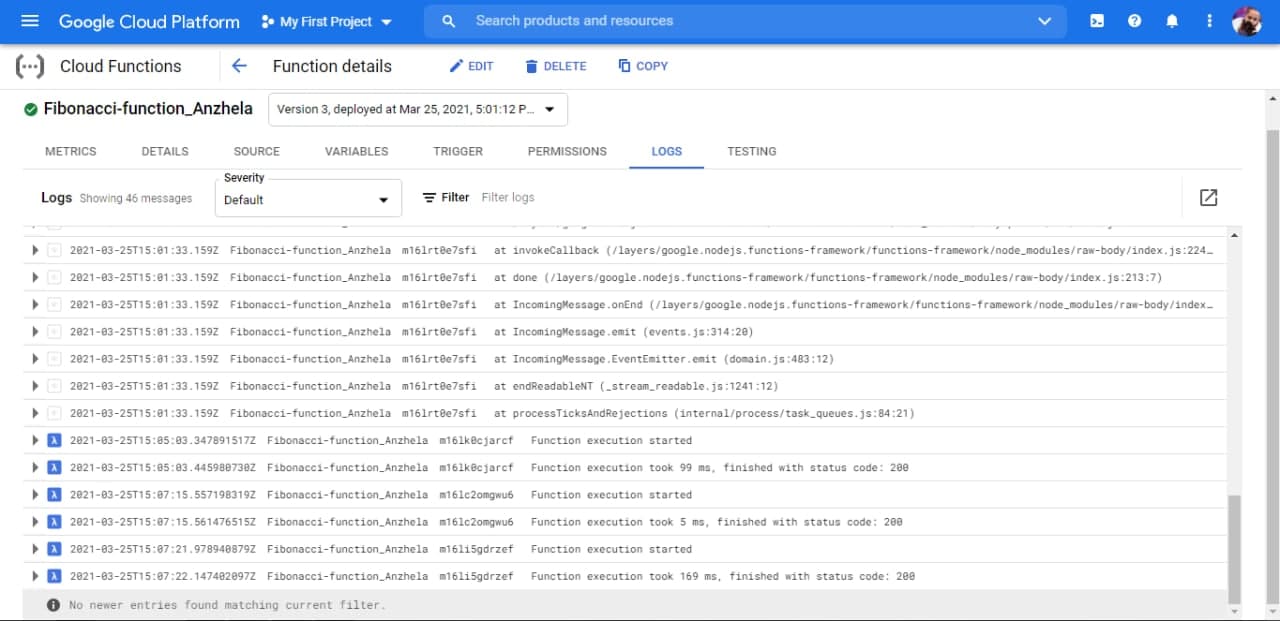 Google Cloud Platform My First Project Search products and resources
Cloud Functions Function details EDIT DELETE COPY
Fibonacci-function_Anzhela Version 3, deployed at Mar 25, 2021, 5:01:12 P...
METRICS DETAILS SOURCE VARIABLES TRIGGER PERMISSIONS LOGS TESTING
Severity
Logs Showing 46 messages Default Filter Filter logs
2021-03-25T15:01:33.159Z Fibonacci-function_Anzhela m16lrt0e7sfi at invokeCallback (/layers/google.nodejs.functions-framework/functions-framework/node_modules/raw-body/index.js:224…
2021-03-25T15:01:33.159Z Fibonacci-function_Anzhela m16lrt0e7sfi at done (/layers/google.nodejs.functions-framework/functions-framework/node_modules/raw-body/index.js:213:7)
2021-03-25T15:01:33.159Z Fibonacci-function_Anzhela m16lrt0e7sfi at IncomingMessage.onEnd (/layers/google.nodejs.functions-framework/functions-framework/node_modules/raw-body/index…
2021-03-25T15:01:33.159Z Fibonacci-function_Anzhela m16lrt0e7sfi at IncomingMessage.emit (events.js:314:20)
2021-03-25T15:01:33.159Z Fibonacci-function_Anzhela m16lrt0e7sfi at IncomingMessage.EventEmitter.emit (domain.js:483:12)
2021-03-25T15:01:33.159Z Fibonacci-function_Anzhela m16lrt0e7sfi at endReadableNT (_stream_readable.js:1241:12)
2021-03-25T15:01:33.159Z Fibonacci-function_Anzhela m16lrt0e7sfi at processTicksAndRejections (internal/process/task_queues.js:84:21)
λ 2021-03-25T15:05:03.347891517Z Fibonacci-function_Anzhela m16lk0cjarcf Function execution started
λ 2021-03-25T15:05:03.445980730Z Fibonacci-function_Anzhela m16lk0cjarcf Function execution took 99 ms, finished with status code: 200
λ 2021-03-25T15:07:15.557198319Z Fibonacci-function_Anzhela m16lc2omgwu6 Function execution started
λ 2021-03-25T15:07:15.561476515Z Fibonacci-function_Anzhela m16lc2omgwu6 Function execution took 5 ms, finished with status code: 200
λ 2021-03-25T15:07:21.978940879Z Fibonacci-function_Anzhela m16li5gdrzef Function execution started
λ 2021-03-25T15:07:22.147402097Z Fibonacci-function_Anzhela m16li5gdrzef Function execution took 169 ms, finished with status code: 200
No newer entries found matching current filter.